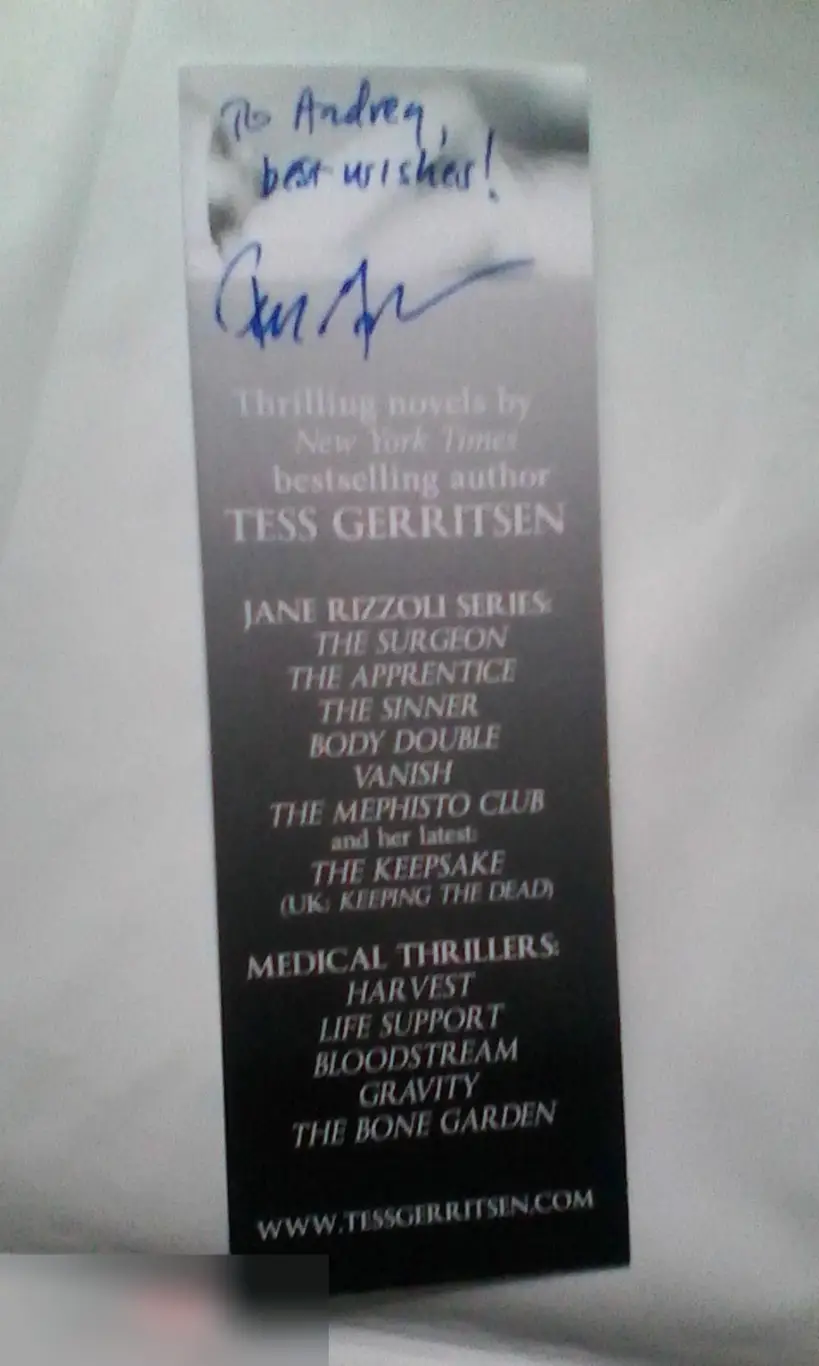 To Andrey,
best wishes!
Thrilling novels by
New York Times
bestselling author
TESS GERRITSEN
JANE RIZZOLI SERIES:
THE SURGEON
THE APPRENTICE
THE SINNER
BODY DOUBLE
VANISH
THE MEPHISTO CLUB
and her latest:
THE KEEPSAKE
(UK: KEEPING THE DEAD)
MEDICAL THRILLERS:
HARVEST
LIFE SUPPORT
BLOODSTREAM
GRAVITY
THE BONE GARDEN
WWW.TESSGERRITSEN.COM